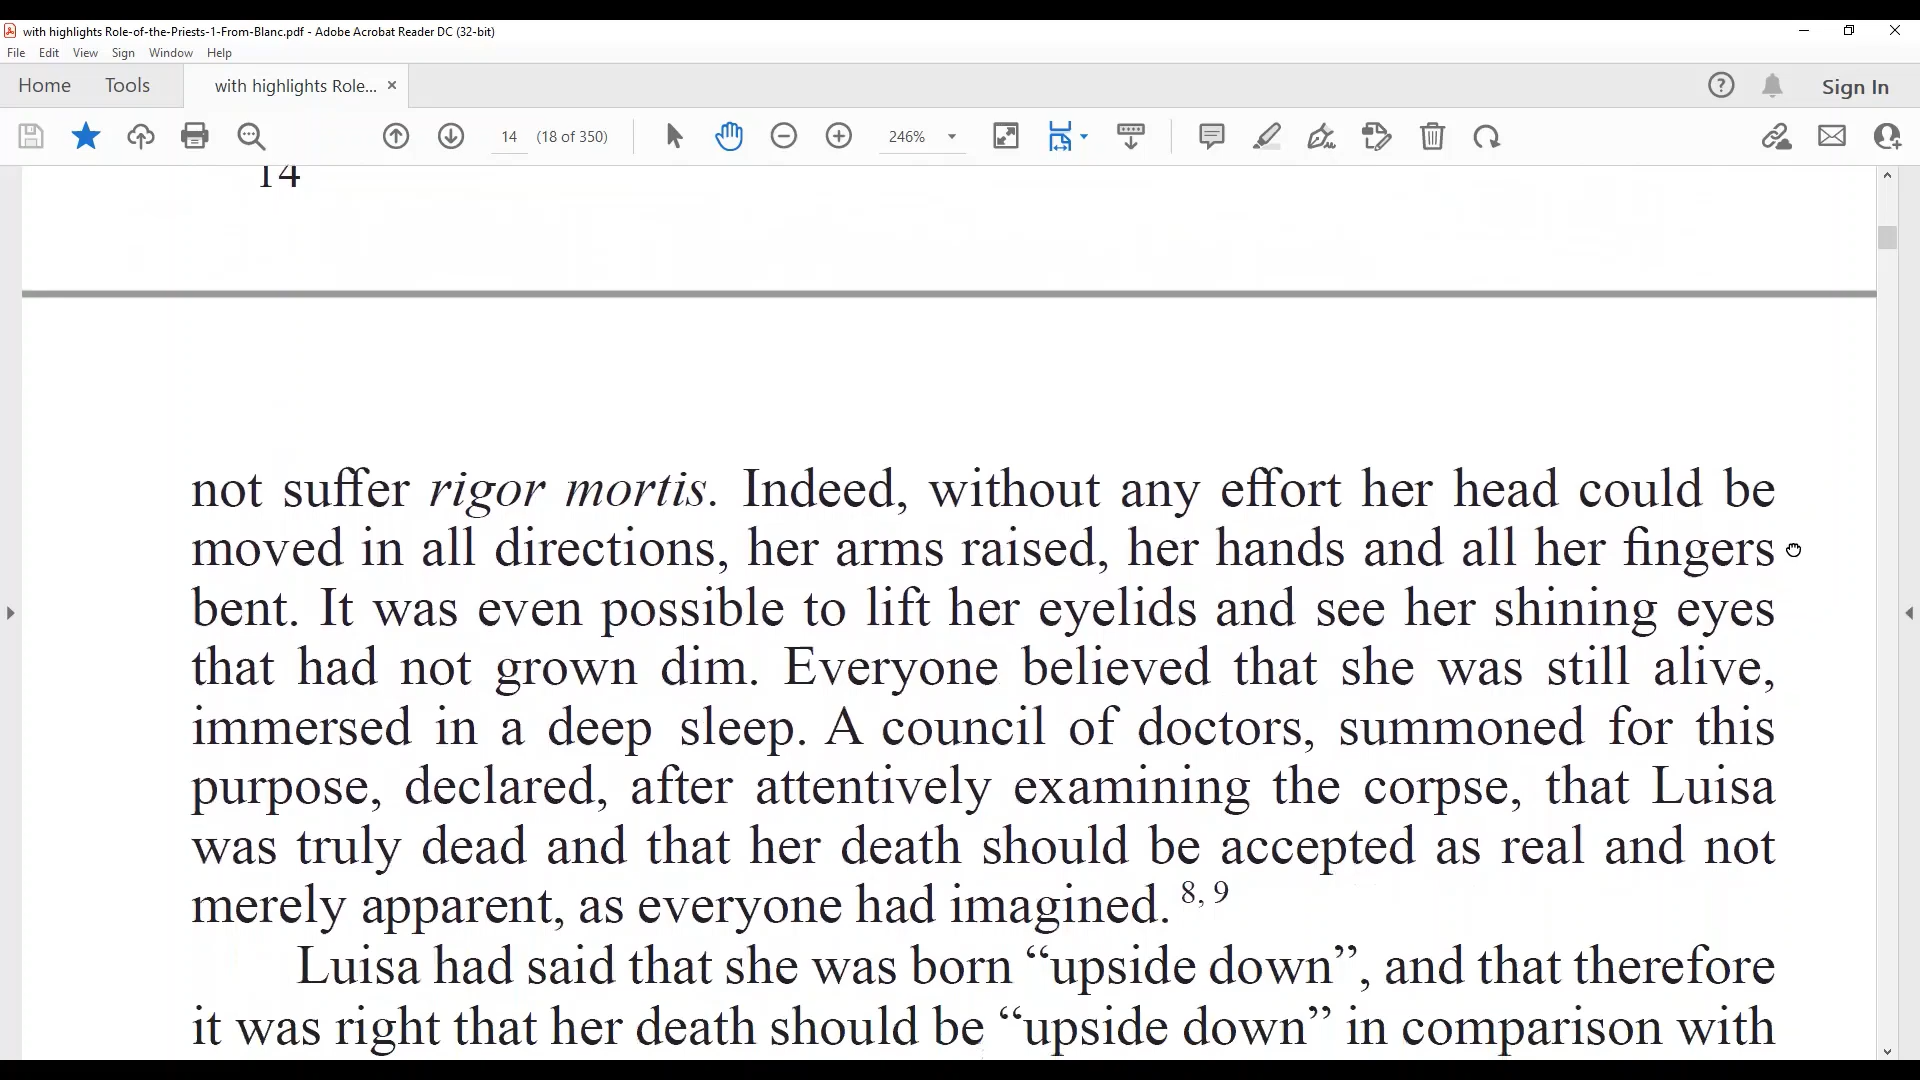 with highlights Role-of-the-Priests-1-From-Blanc.pdf - Adobe Acrobat Reader DC (32-bit)
File Edit View Sign Window Help
Home Tools with highlights Role... × Sign In
14 (18 of 350) 246%
14
not suffer rigor mortis. Indeed, without any effort her head could be
moved in all directions, her arms raised, her hands and all her fingers
bent. It was even possible to lift her eyelids and see her shining eyes
that had not grown dim. Everyone believed that she was still alive,
immersed in a deep sleep. A council of doctors, summoned for this
purpose, declared, after attentively examining the corpse, that Luisa
was truly dead and that her death should be accepted as real and not
merely apparent, as everyone had imagined. 8, 9
Luisa had said that she was born “upside down”, and that therefore
it was right that her death should be “upside down” in comparison with